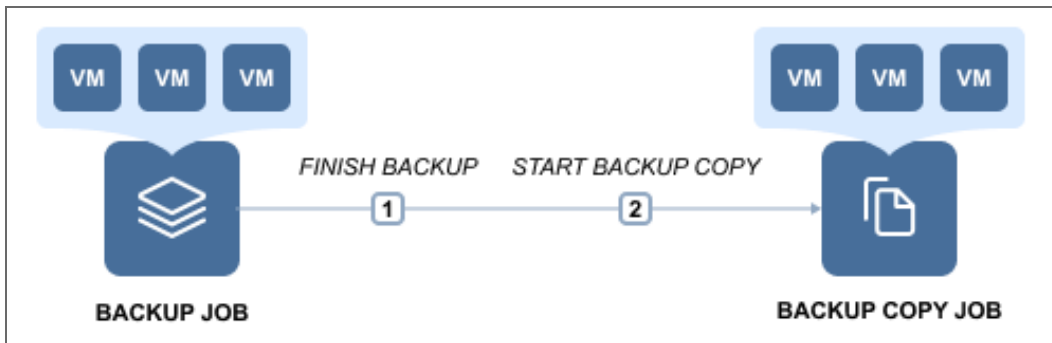 VM VM VM VM VM VM
FINISH BACKUP START BACKUP COPY
1 2
BACKUP JOB BACKUP COPY JOB